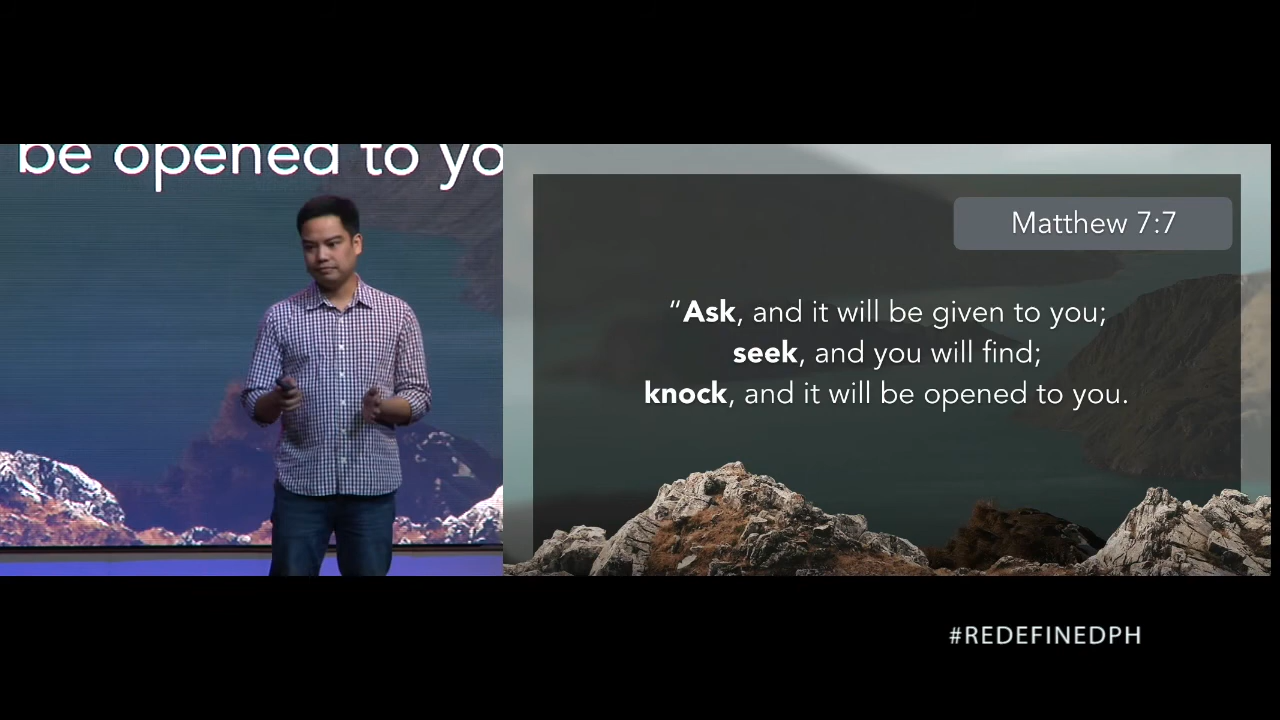 be opened to yo
Matthew 7:7
“Ask, and it will be given to you;
seek, and you will find;
knock, and it will be opened to you.
#REDEFINEDPH